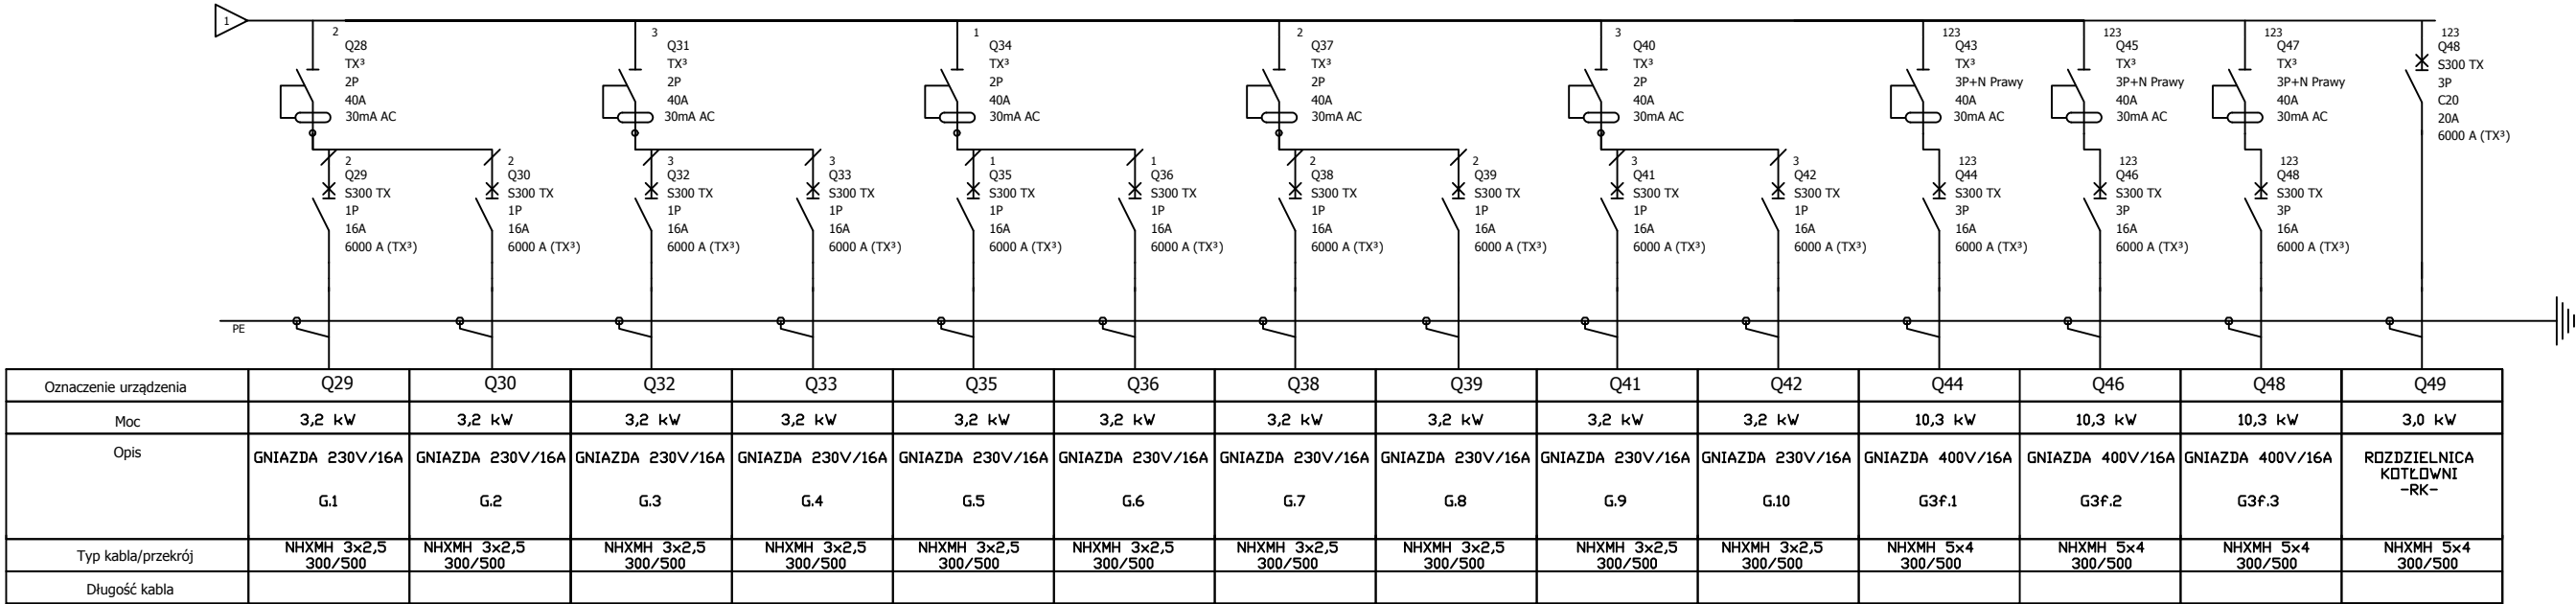 1
2
Q28
TX³
2P
40A
30mA AC
3
Q31
TX³
2P
40A
30mA AC
1
Q34
TX³
2P
40A
30mA AC
2
Q37
TX³
2P
40A
30mA AC
3
Q40
TX³
2P
40A
30mA AC
123
Q43
TX³
3P+N Prawy
40A
30mA AC
123
Q45
TX³
3P+N Prawy
40A
30mA AC
123
Q47
TX³
3P+N Prawy
40A
30mA AC
123
Q48
S300 TX
3P
C20
20A
6000 A (TX³)
2
Q29
S300 TX
1P
16A
6000 A (TX³)
2
Q30
S300 TX
1P
16A
6000 A (TX³)
3
Q32
S300 TX
1P
16A
6000 A (TX³)
3
Q33
S300 TX
1P
16A
6000 A (TX³)
1
Q35
S300 TX
1P
16A
6000 A (TX³)
1
Q36
S300 TX
1P
16A
6000 A (TX³)
2
Q38
S300 TX
1P
16A
6000 A (TX³)
2
Q39
S300 TX
1P
16A
6000 A (TX³)
3
Q41
S300 TX
1P
16A
6000 A (TX³)
3
Q42
S300 TX
1P
16A
6000 A (TX³)
123
Q44
S300 TX
3P
16A
6000 A (TX³)
123
Q46
S300 TX
3P
16A
6000 A (TX³)
123
Q48
S300 TX
3P
16A
6000 A (TX³)
PE
Oznaczenie urządzenia Q29 Q30 Q32 Q33 Q35 Q36 Q38 Q39 Q41 Q42 Q44 Q46 Q48 Q49
Moc 3,2 kW 3,2 kW 3,2 kW 3,2 kW 3,2 kW 3,2 kW 3,2 kW 3,2 kW 3,2 kW 3,2 kW 10,3 kW 10,3 kW 10,3 kW 3,0 kW
Opis
GNIAZDA 230V/16A
G.1
GNIAZDA 230V/16A
G.2
GNIAZDA 230V/16A
G.3
GNIAZDA 230V/16A
G.4
GNIAZDA 230V/16A
G.5
GNIAZDA 230V/16A
G.6
GNIAZDA 230V/16A
G.7
GNIAZDA 230V/16A
G.8
GNIAZDA 230V/16A
G.9
GNIAZDA 230V/16A
G.10
GNIAZDA 400V/16A
G3f.1
GNIAZDA 400V/16A
G3f.2
GNIAZDA 400V/16A
G3f.3
ROZDZIELNICA
KOTŁOWNI
-RK-
Typ kabla/przekrój
NHXMH 3x2,5
300/500
NHXMH 3x2,5
300/500
NHXMH 3x2,5
300/500
NHXMH 3x2,5
300/500
NHXMH 3x2,5
300/500
NHXMH 3x2,5
300/500
NHXMH 3x2,5
300/500
NHXMH 3x2,5
300/500
NHXMH 3x2,5
300/500
NHXMH 3x2,5
300/500
NHXMH 5x4
300/500
NHXMH 5x4
300/500
NHXMH 5x4
300/500
NHXMH 5x4
300/500
Długość kabla